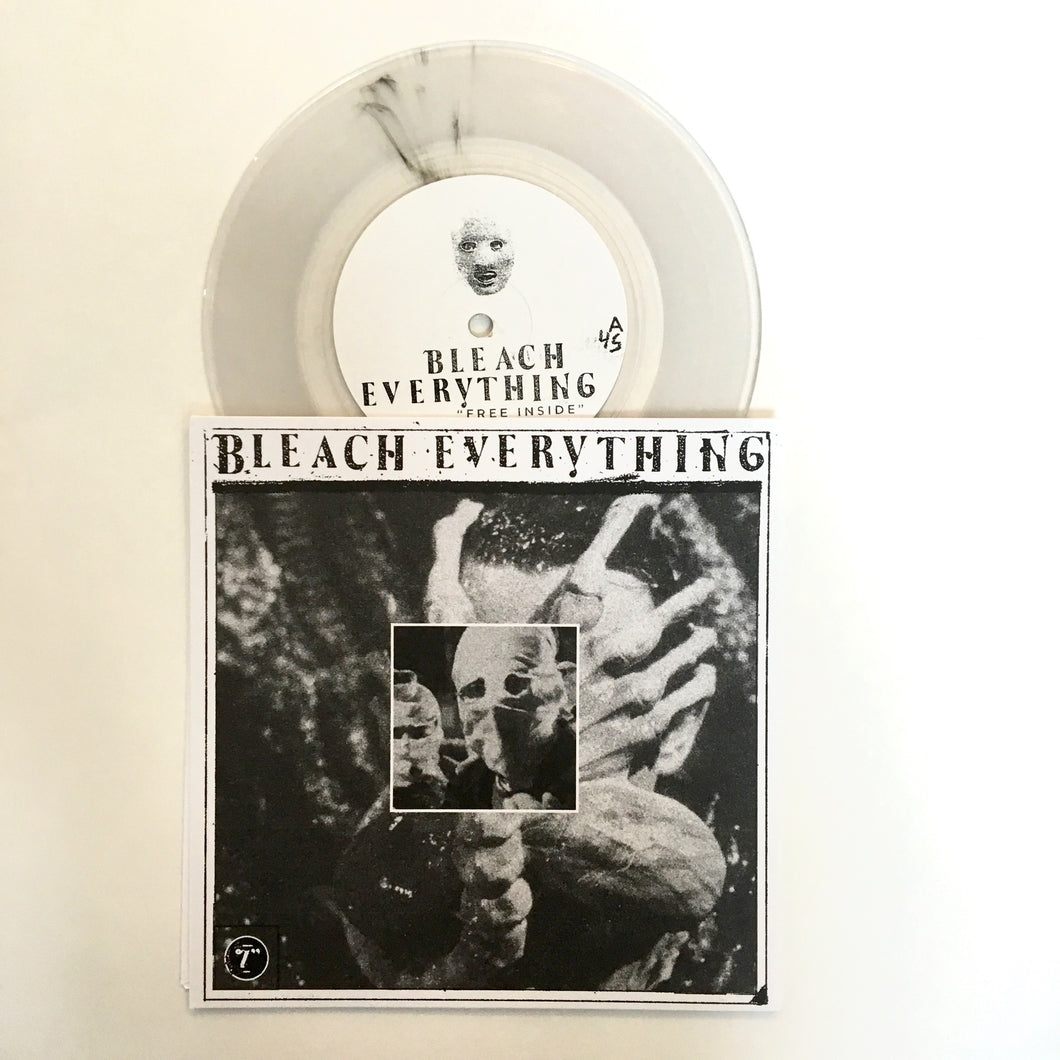 A
45
BLEACH
EVERYTHING
"FREE INSIDE"
BLEACH EVERYTHING
7"